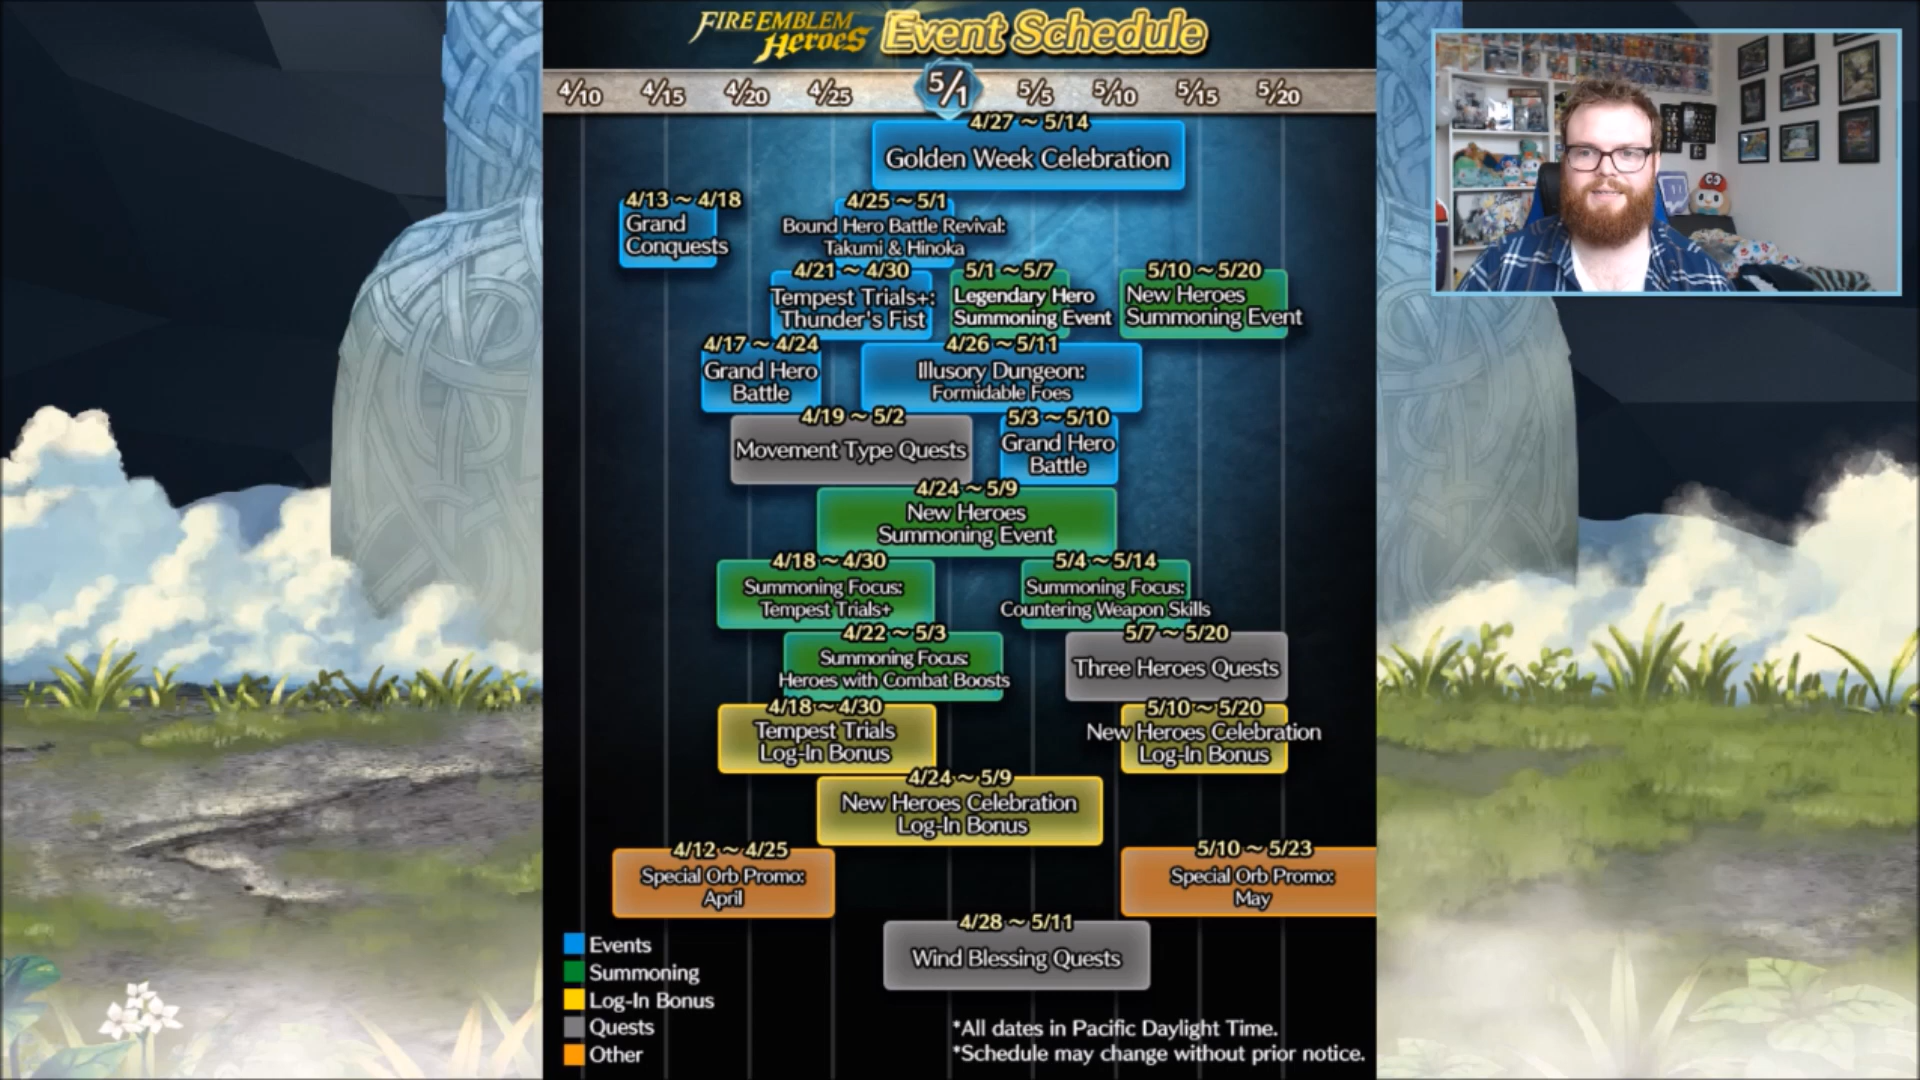 FIRE EMBLEM
Heroes
Event Schedule
4/10 4/15 4/20 4/25 5/1 5/5 5/10 5/15 5/20
4/27 ~ 5/14
Golden Week Celebration
4/13 ~ 4/18
Grand
Conquests
4/25 ~ 5/1
Bound Hero Battle Revival:
Takumi & Hinoka
4/21 ~ 4/30
Tempest Trials+:
Thunder's Fist
5/1 ~ 5/7
Legendary Hero
Summoning Event
5/10 ~ 5/20
New Heroes
Summoning Event
4/17 ~ 4/24
Grand Hero
Battle
4/26 ~ 5/11
Illusory Dungeon:
Formidable Foes
4/19 ~ 5/2
Movement Type Quests
5/3 ~ 5/10
Grand Hero
Battle
4/24 ~ 5/9
New Heroes
Summoning Event
4/18 ~ 4/30
Summoning Focus:
Tempest Trials+
5/4 ~ 5/14
Summoning Focus:
Countering Weapon Skills
4/22 ~ 5/3
Summoning Focus:
Heroes with Combat Boosts
5/7 ~ 5/20
Three Heroes Quests
4/18 ~ 4/30
Tempest Trials
Log-In Bonus
5/10 ~ 5/20
New Heroes Celebration
Log-In Bonus
4/24 ~ 5/9
New Heroes Celebration
Log-In Bonus
4/12 ~ 4/25
Special Orb Promo:
April
5/10 ~ 5/23
Special Orb Promo:
May
4/28 ~ 5/11
Wind Blessing Quests
Events
Summoning
Log-In Bonus
Quests
Other
*All dates in Pacific Daylight Time.
*Schedule may change without prior notice.